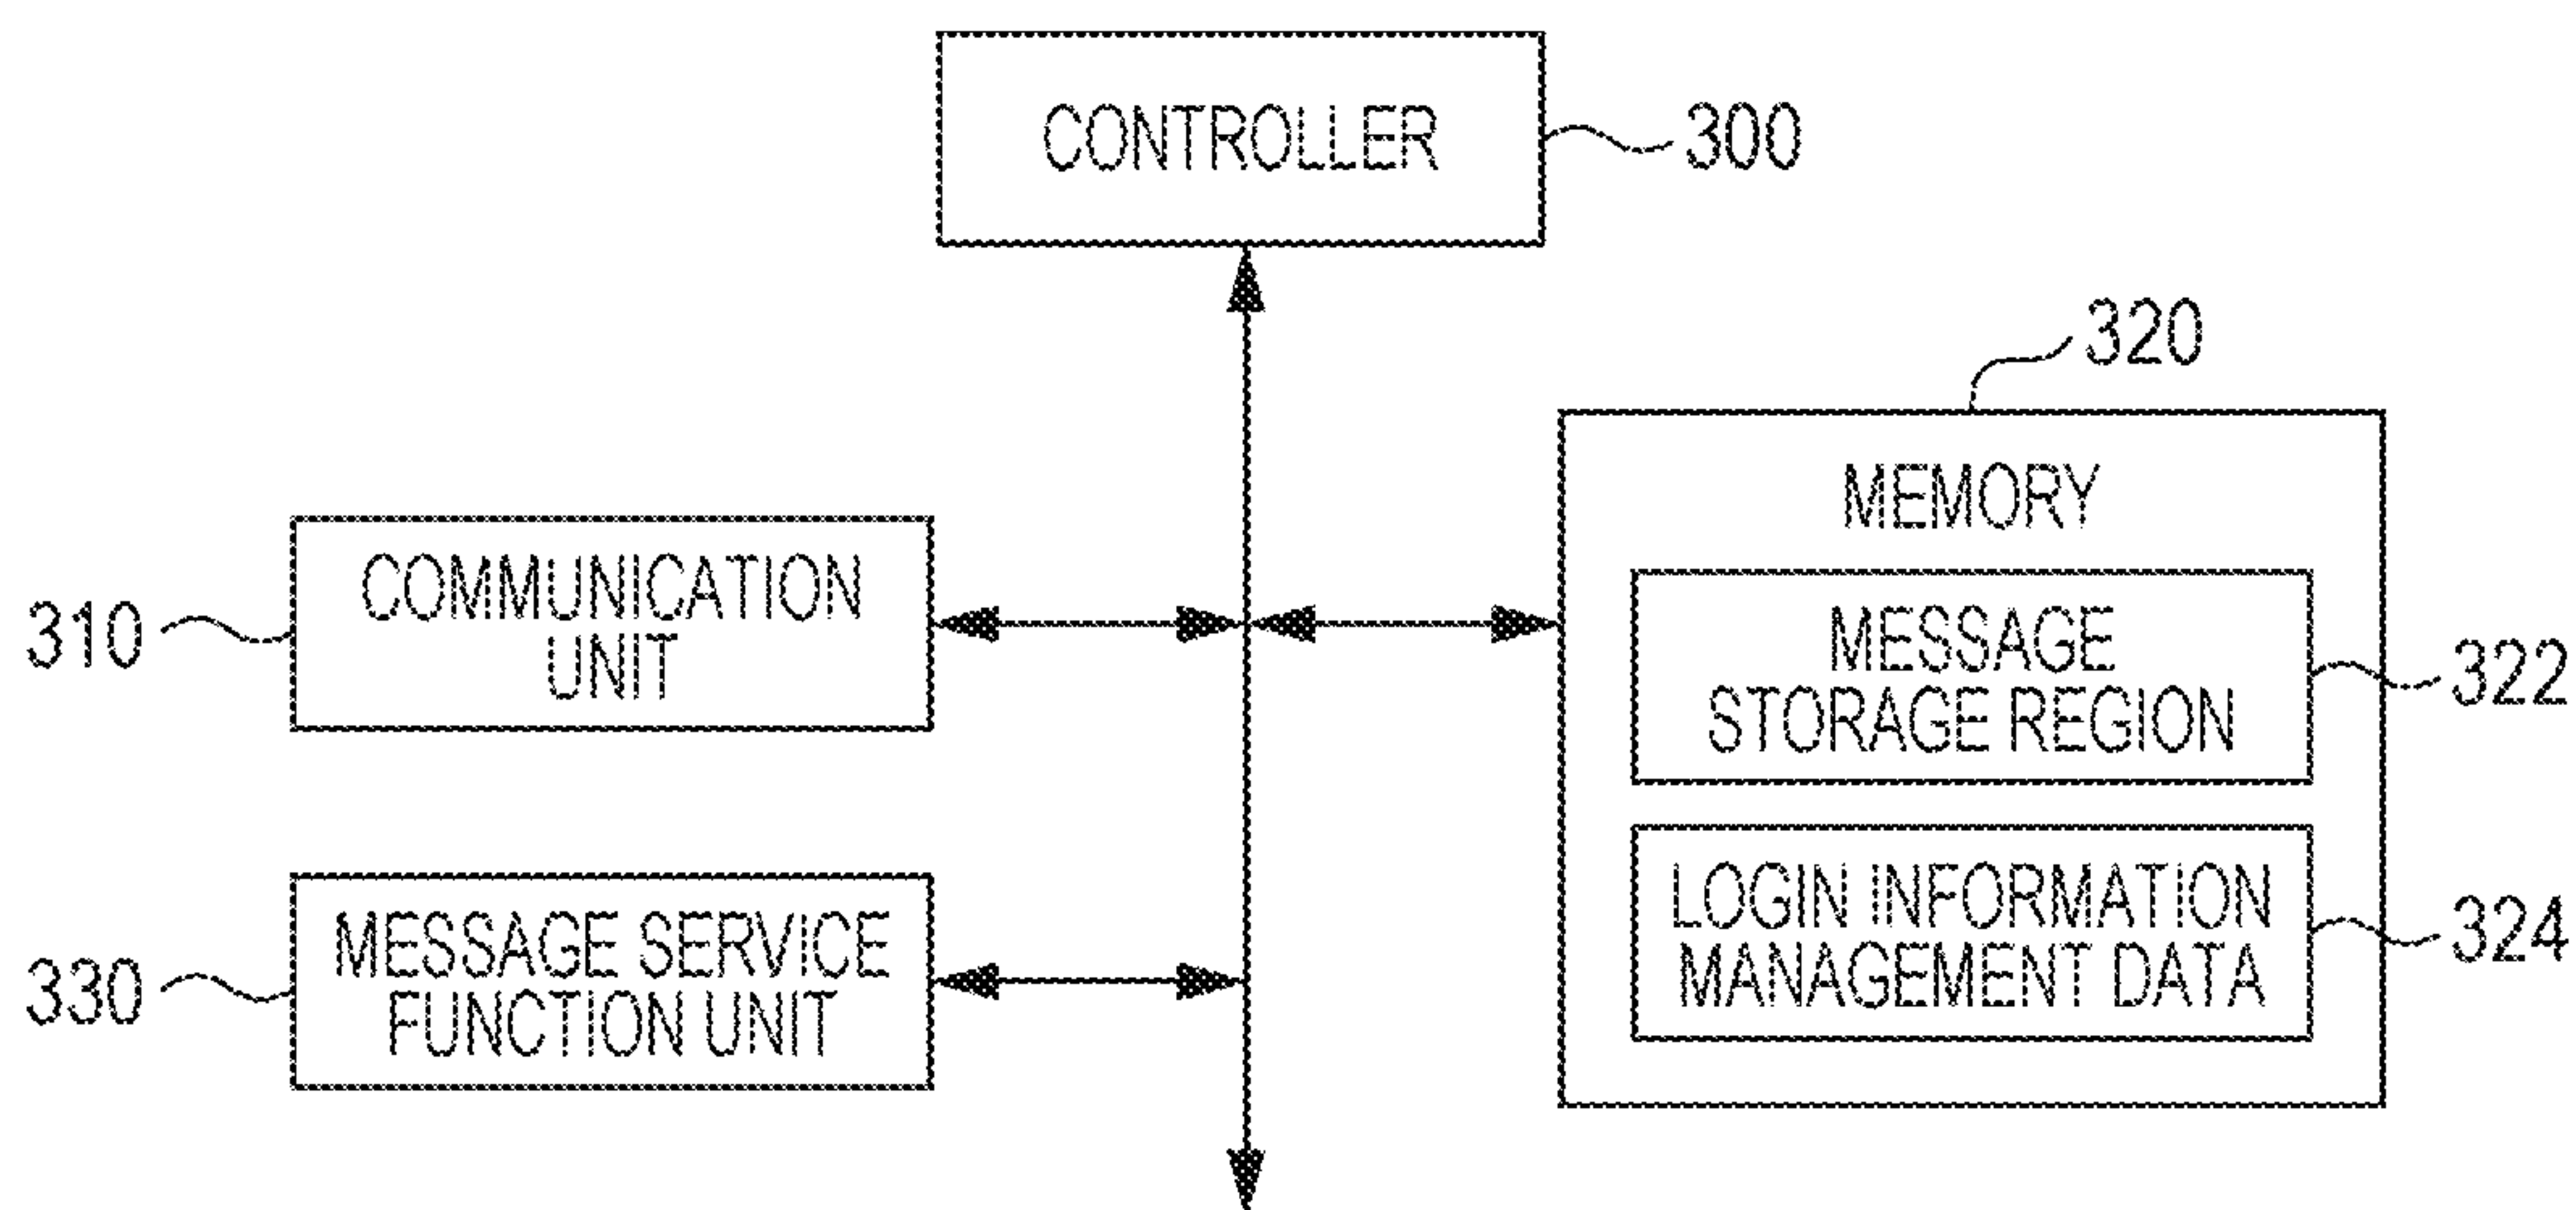 CONTROLLER
300
320
MEMORY
310
COMMUNICATION
UNIT
MESSAGE
STORAGE REGION
322
330
MESSAGE SERVICE
FUNCTION UNIT
LOGIN INFORMATION
MANAGEMENT DATA
324